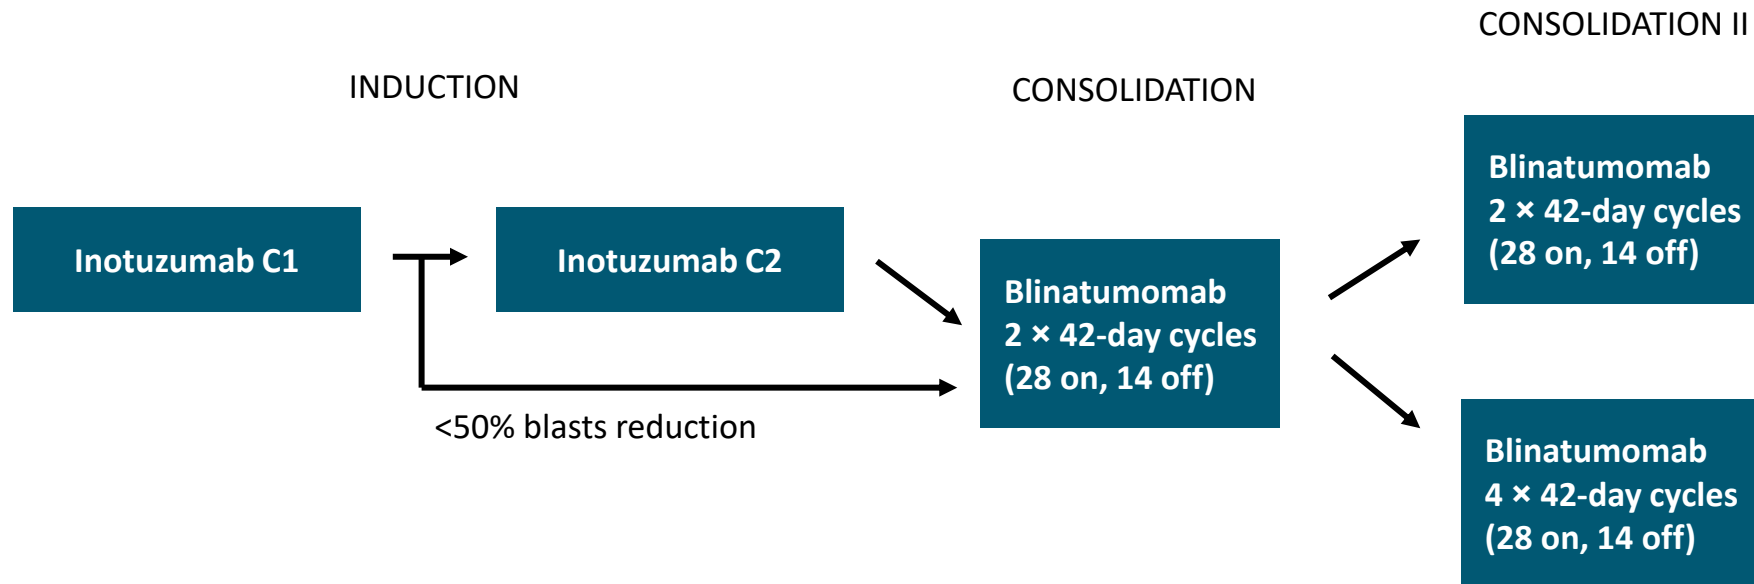 CONSOLIDATION II
INDUCTION
CONSOLIDATION
Inotuzumab C1
Inotuzumab C2
<50% blasts reduction
Blinatumomab
2 × 42-day cycles
(28 on, 14 off)
Blinatumomab
2 × 42-day cycles
(28 on, 14 off)
Blinatumomab
4 × 42-day cycles
(28 on, 14 off)